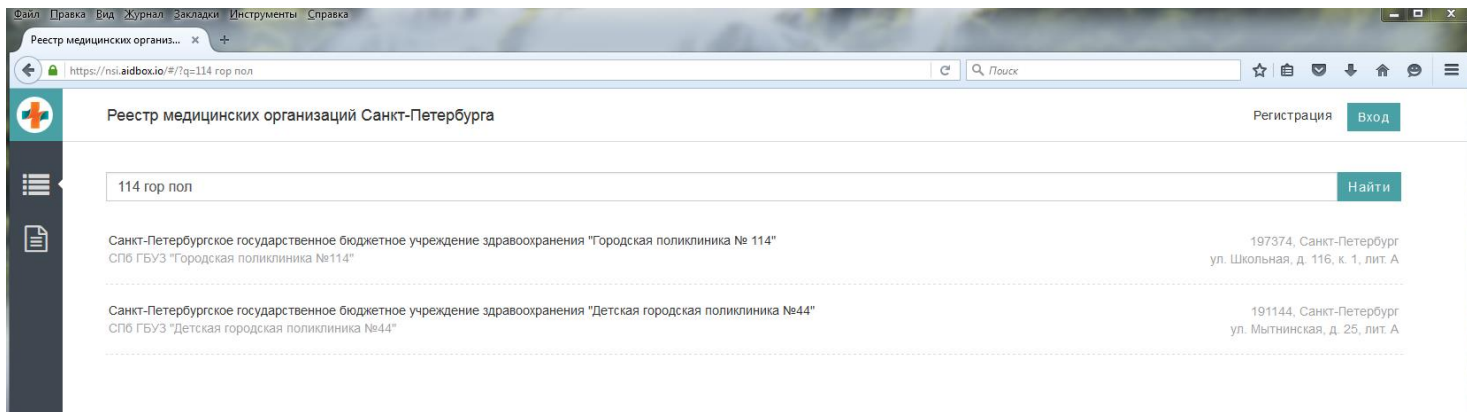 Файл Правка Вид Журнал Закладки Инструменты Справка
Реестр медицинских организ... × +
https://nsi.aidbox.io/#/?q=114 гор пол Поиск
Реестр медицинских организаций Санкт-Петербурга Регистрация Вход
114 гор пол Найти
Санкт-Петербургское государственное бюджетное учреждение здравоохранения "Городская поликлиника № 114" 197374, Санкт-Петербург
СПб ГБУЗ "Городская поликлиника №114" ул. Школьная, д. 116, к. 1, лит. А
Санкт-Петербургское государственное бюджетное учреждение здравоохранения "Детская городская поликлиника №44" 191144, Санкт-Петербург
СПб ГБУЗ "Детская городская поликлиника №44" ул. Мытнинская, д. 25, лит. А